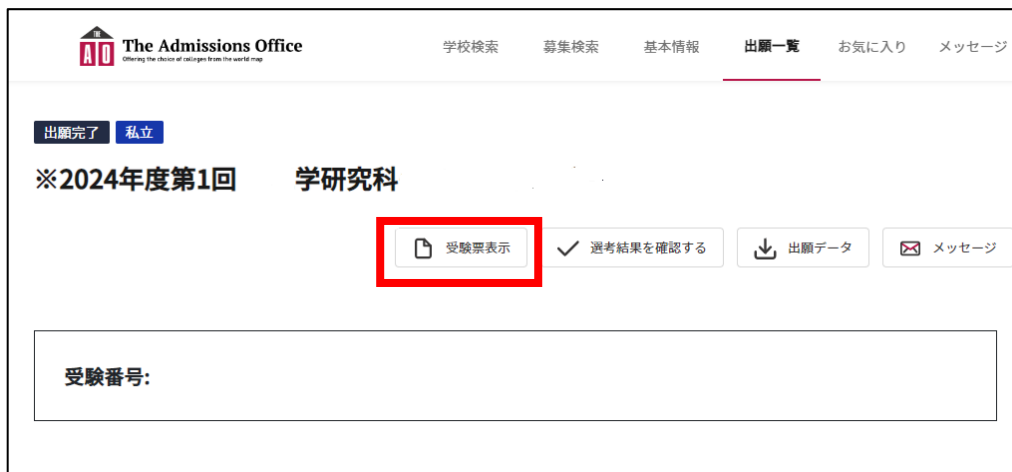 THE
AO
The Admissions Office
Offering the choice of colleges from the world map
学校検索 募集検索 基本情報 出願一覧 お気に入り メッセージ
出願完了 私立
※2024年度第1回 学研究科
受験票表示 選考結果を確認する 出願データ メッセージ
受験番号: